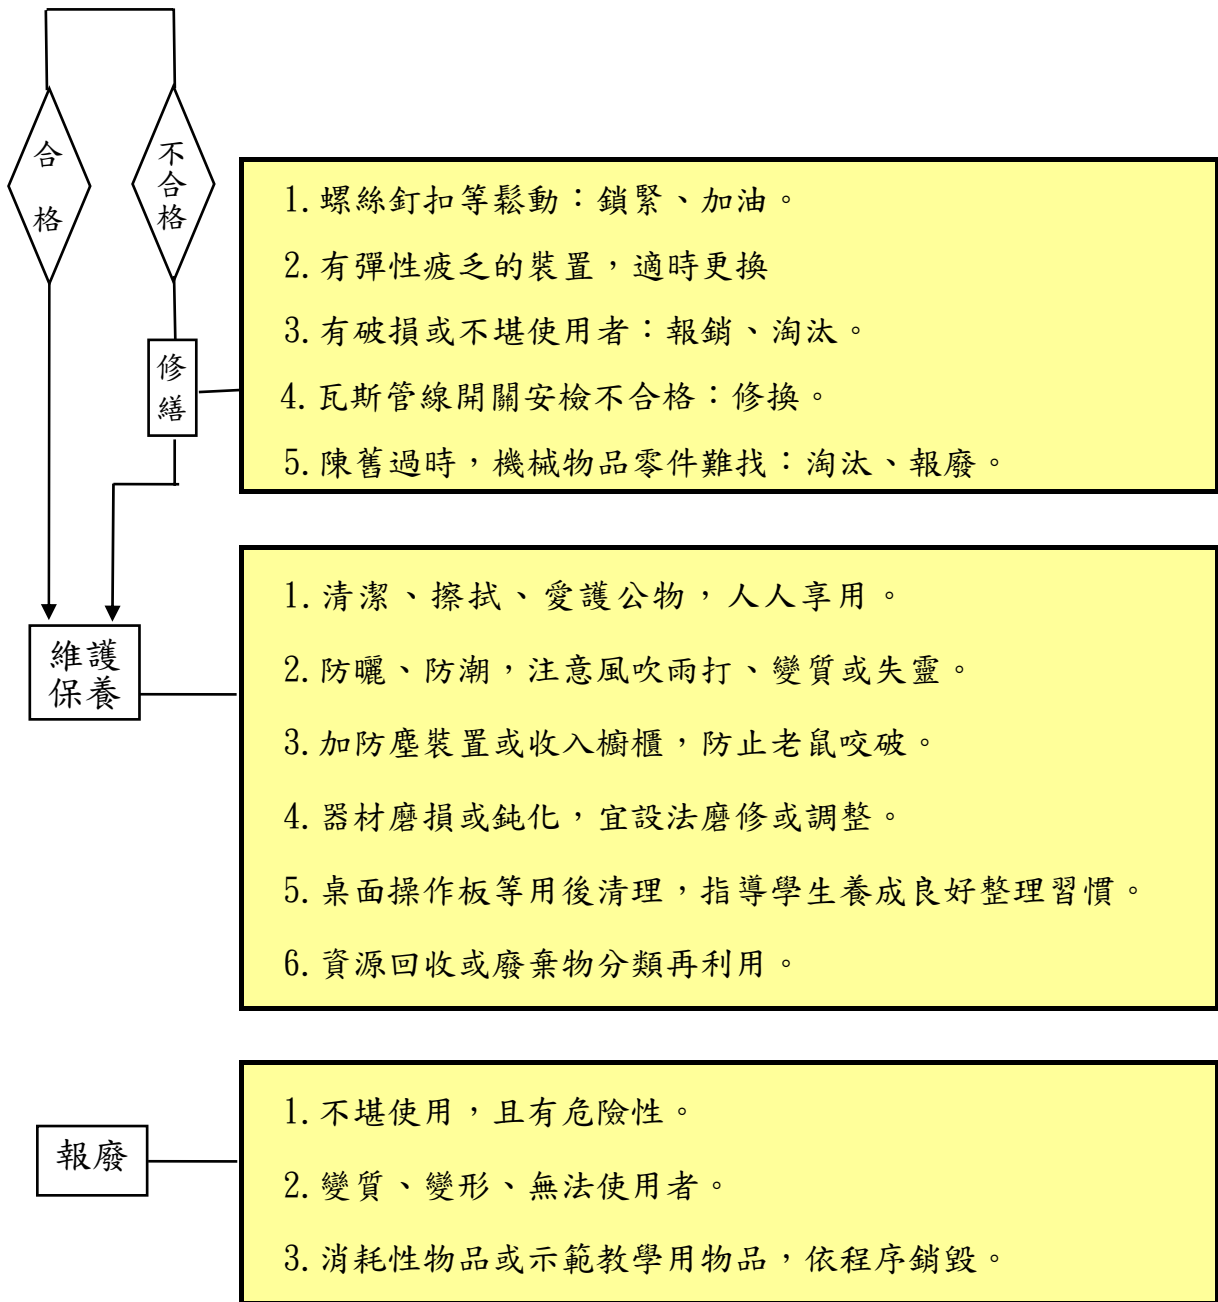 合格
不合格
1.螺絲釘扣等鬆動：鎖緊、加油。
2.有彈性疲乏的裝置，適時更換
3.有破損或不堪使用者：報銷、淘汰。
4.瓦斯管線開關安檢不合格：修換。
5.陳舊過時，機械物品零件難找：淘汰、報廢。
修繕
1.清潔、擦拭、愛護公物，人人享用。
2.防曬、防潮，注意風吹雨打、變質或失靈。
3.加防塵裝置或收入櫥櫃，防止老鼠咬破。
4.器材磨損或鈍化，宜設法磨修或調整。
5.桌面操作板等用後清理，指導學生養成良好整理習慣。
6.資源回收或廢棄物分類再利用。
維護
保養
1.不堪使用，且有危險性。
2.變質、變形、無法使用者。
3.消耗性物品或示範教學用物品，依程序銷毀。
報廢